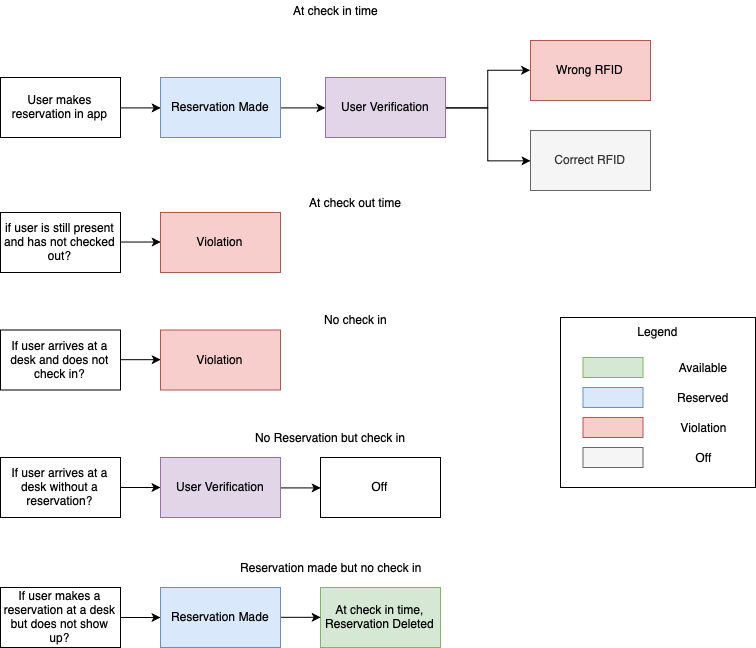 At check in time
User makes
reservation in app
Reservation Made
User Verification
Wrong RFID
Correct RFID
At check out time
if user is still present
and has not checked
out?
Violation
No check in
If user arrives at a
desk and does not
check in?
Violation
Legend
Available
Reserved
Violation
Off
No Reservation but check in
If user arrives at a
desk without a
reservation?
User Verification
Off
Reservation made but no check in
If user makes a
reservation at a desk
but does not show
up?
Reservation Made
At check in time,
Reservation Deleted